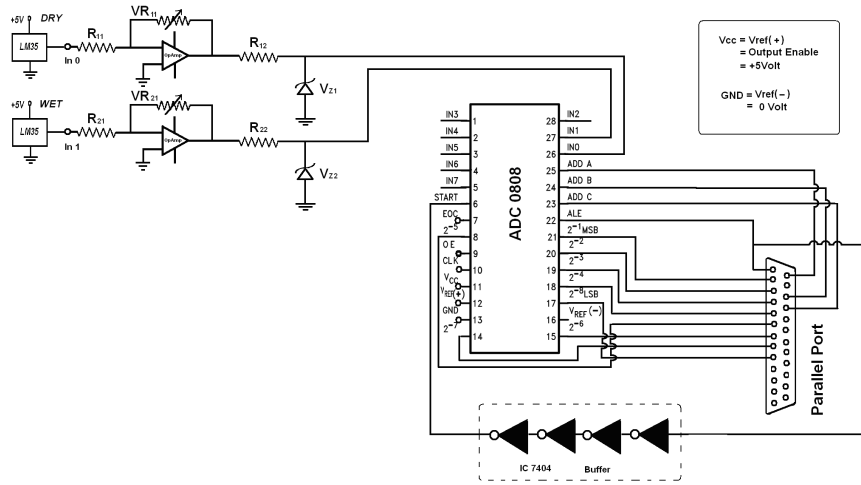 +5V DRY
LM35
In 0
R11
VR11
OpAmp
R12
VZ1
+5V WET
LM35
In 1
R21
VR21
OpAmp
R22
VZ2
Vcc = Vref(+)
= Output Enable
= +5Volt
GND = Vref(-)
= 0 Volt
ADC 0808
IN3 1
IN4 2
IN5 3
IN6 4
IN7 5
START 6
EOC 7
2-5 8
OE 9
CLK 10
VCC 11
VREF(+) 12
GND 13
2-7 14
28 IN2
27 IN1
26 IN0
25 ADD A
24 ADD B
23 ADD C
22 ALE
21 2-1MSB
20 2-2
19 2-3
18 2-4
17 2-8LSB
16 VREF(-)
15 2-6
Parallel Port
IC 7404 Buffer